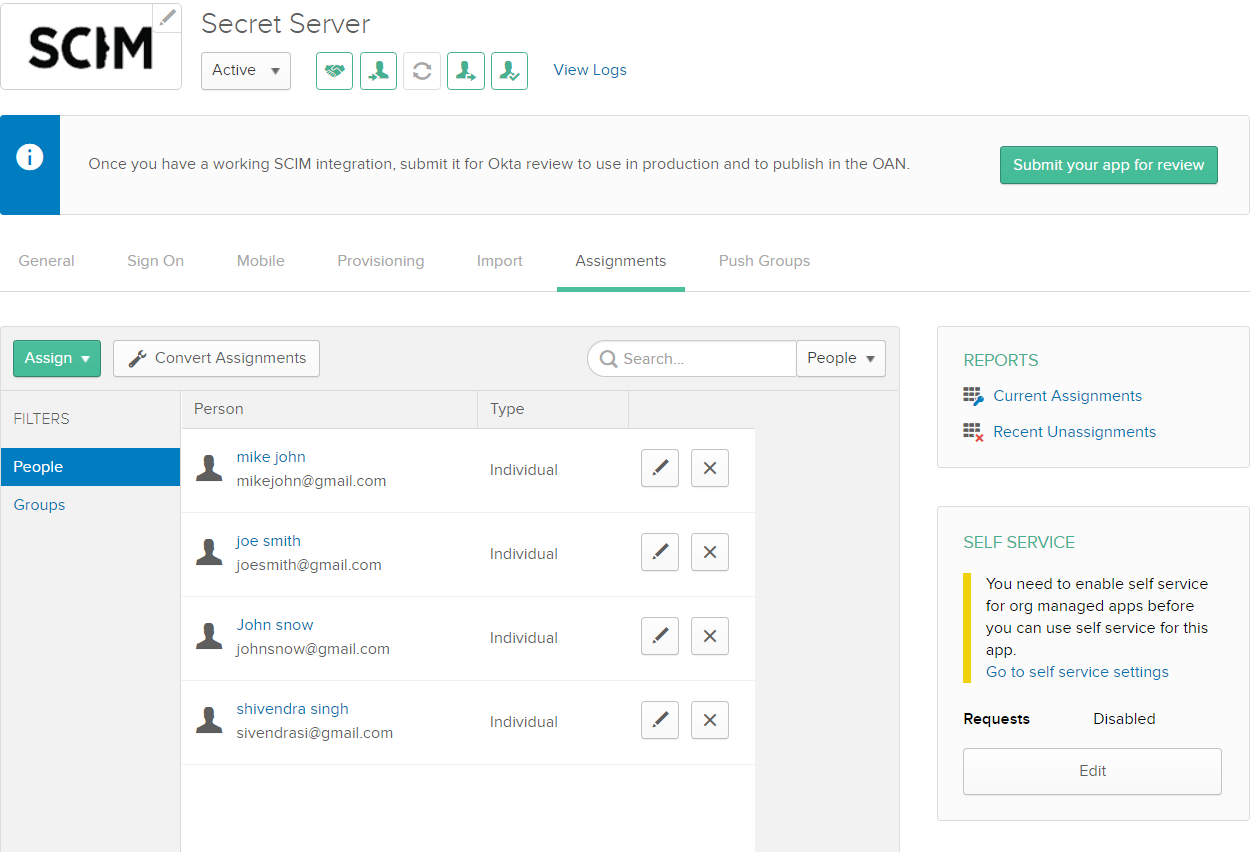 SCIM
Secret Server
Active
View Logs
Once you have a working SCIM integration, submit it for Okta review to use in production and to publish in the OAN.
Submit your app for review
General Sign On Mobile Provisioning Import Assignments Push Groups
Assign
Convert Assignments
Search...
People
FILTERS
People
Groups
Person Type
mike john
mikejohn@gmail.com
Individual
joe smith
joesmith@gmail.com
Individual
John snow
johnsnow@gmail.com
Individual
shivendra singh
sivendrasi@gmail.com
Individual
REPORTS
Current Assignments
Recent Unassignments
SELF SERVICE
You need to enable self service
for org managed apps before
you can use self service for this
app.
Go to self service settings
Requests Disabled
Edit